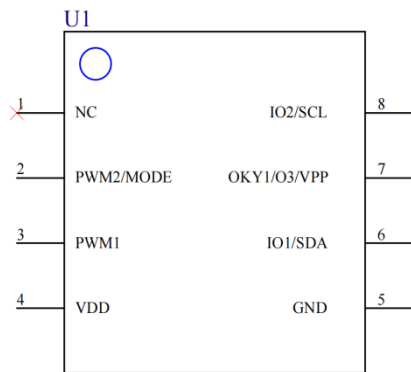 U1
1 NC IO2/SCL 8
2 PWM2/MODE OKY1/O3/VPP 7
3 PWM1 IO1/SDA 6
4 VDD GND 5